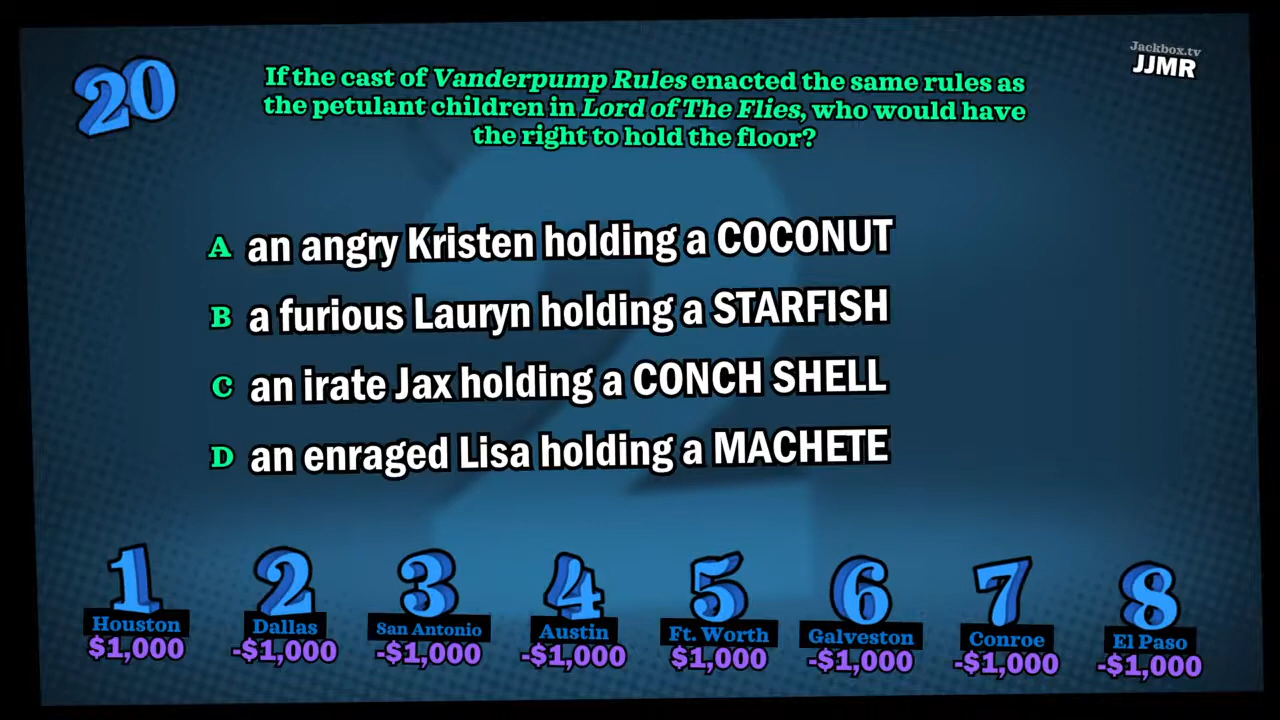 20
If the cast of Vanderpump Rules enacted the same rules as
the petulant children in Lord of The Flies, who would have
the right to hold the floor?
Jackbox.tv
JJMR
A an angry Kristen holding a COCONUT
B a furious Lauryn holding a STARFISH
C an irate Jax holding a CONCH SHELL
D an enraged Lisa holding a MACHETE
1 2 3 4 5 6 7 8
Houston Dallas San Antonio Austin Ft. Worth Galveston Conroe El Paso
$1,000 -$1,000 -$1,000 -$1,000 $1,000 -$1,000 -$1,000 -$1,000